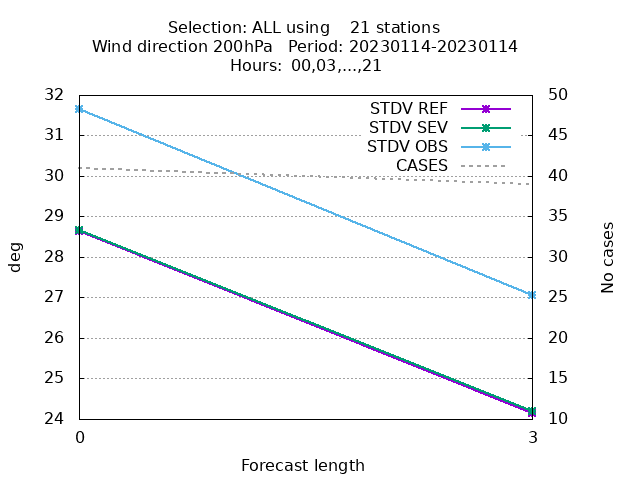 Selection: ALL using    21 stations
Wind direction 200hPa   Period: 20230114-20230114
Hours:  00,03,...,21
32 50
STDV REF
STDV SEV
31 45
STDV OBS
CASES
30 40
29 35
28 30
27 25
26 20
25 15
24 10
deg
No cases
0 3
Forecast length